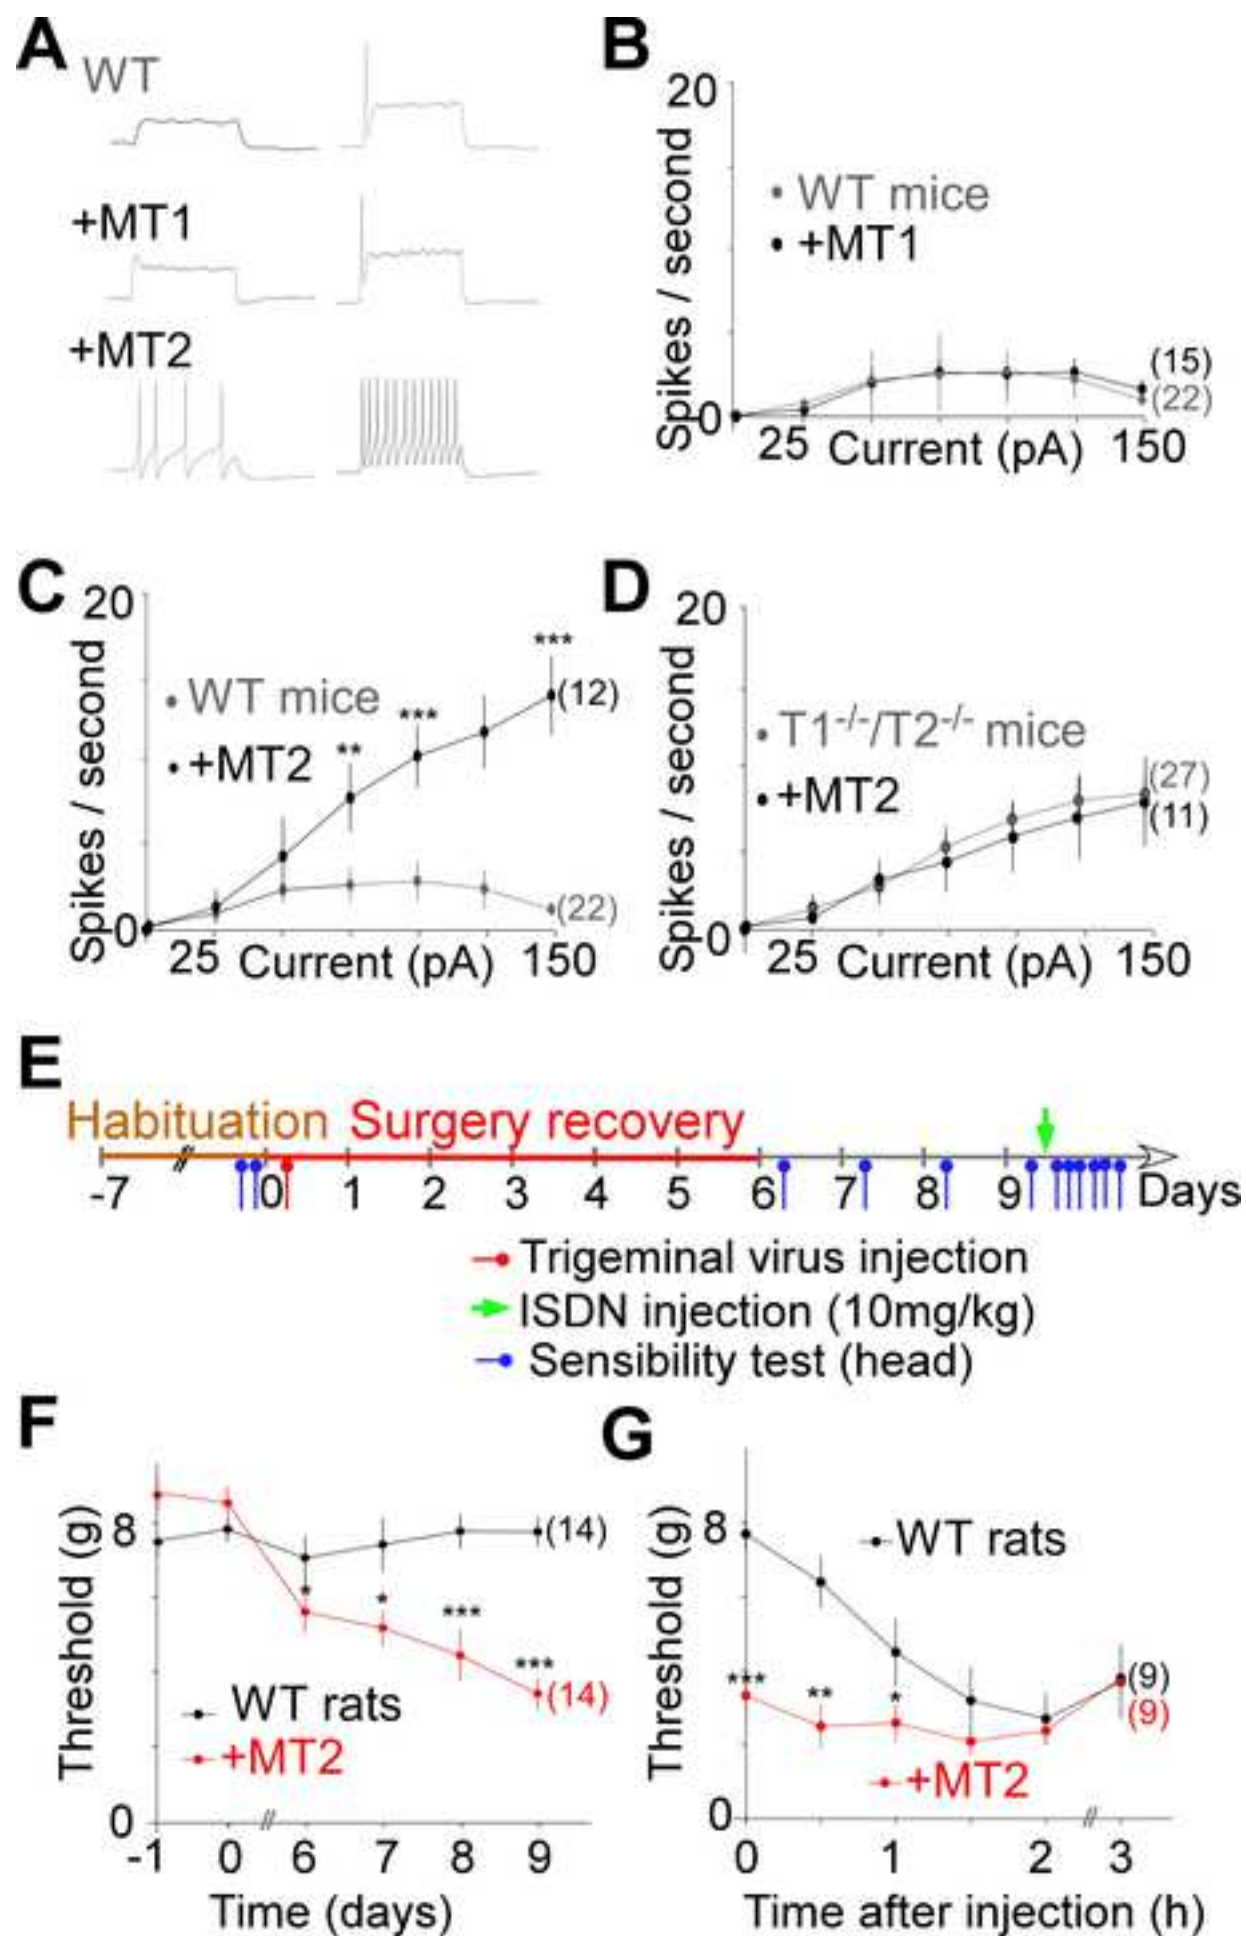 A
WT
+MT1
+MT2
B
20
Spikes / second
WT mice
+MT1
(15)
(22)
0
25 Current (pA) 150
C
20
Spikes / second
WT mice
+MT2
**
***
***
(12)
(22)
0
25 Current (pA) 150
D
20
Spikes / second
T1-/-/T2-/- mice
+MT2
(27)
(11)
0
25 Current (pA) 150
E
Habituation Surgery recovery
-7 // 0 1 2 3 4 5 6 7 8 9 Days
Trigeminal virus injection
ISDN injection (10mg/kg)
Sensibility test (head)
F
Threshold (g)
8
(14)
*
*
***
***
(14)
WT rats
+MT2
0
-1 0 // 6 7 8 9
Time (days)
G
Threshold (g)
8
WT rats
***
**
*
(9)
(9)
+MT2
0
0 1 2 // 3
Time after injection (h)